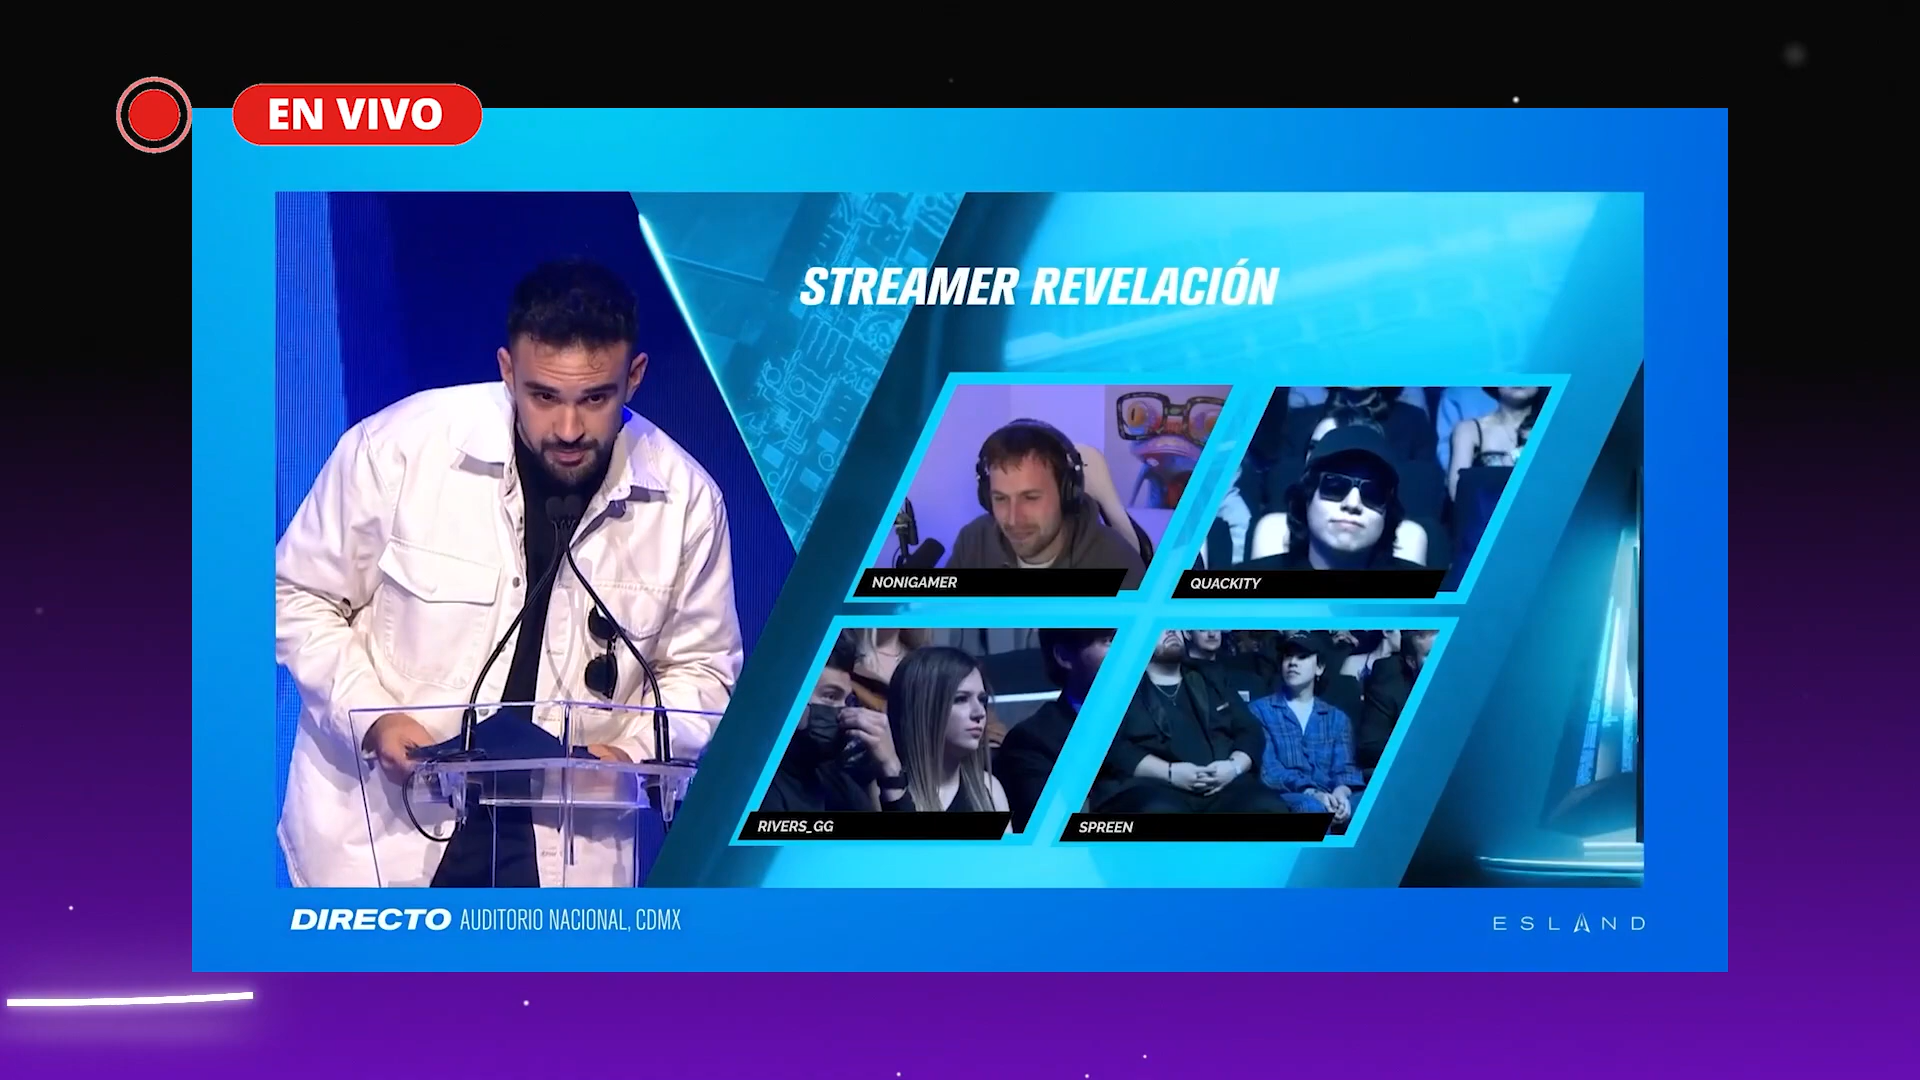 EN VIVO
STREAMER REVELACIÓN
NONIGAMER
QUACKITY
RIVERS_GG
SPREEN
DIRECTO AUDITORIO NACIONAL, CDMX
ESLAND